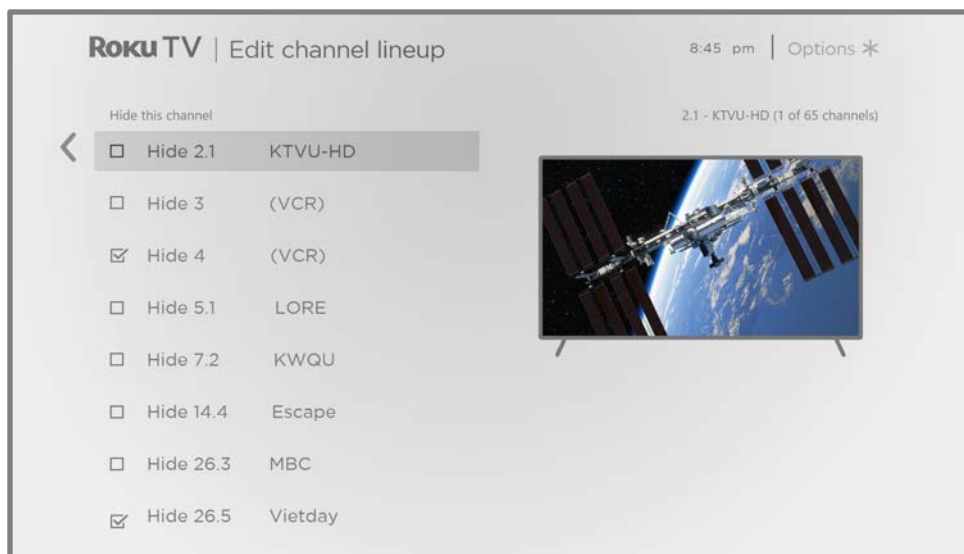 Roku TV | Edit channel lineup
8:45 pm | Options *
Hide this channel
2.1 - KTVU-HD (1 of 65 channels)
Hide 2.1 KTVU-HD
Hide 3 (VCR)
Hide 4 (VCR)
Hide 5.1 LORE
Hide 7.2 KWQU
Hide 14.4 Escape
Hide 26.3 MBC
Hide 26.5 Vietday